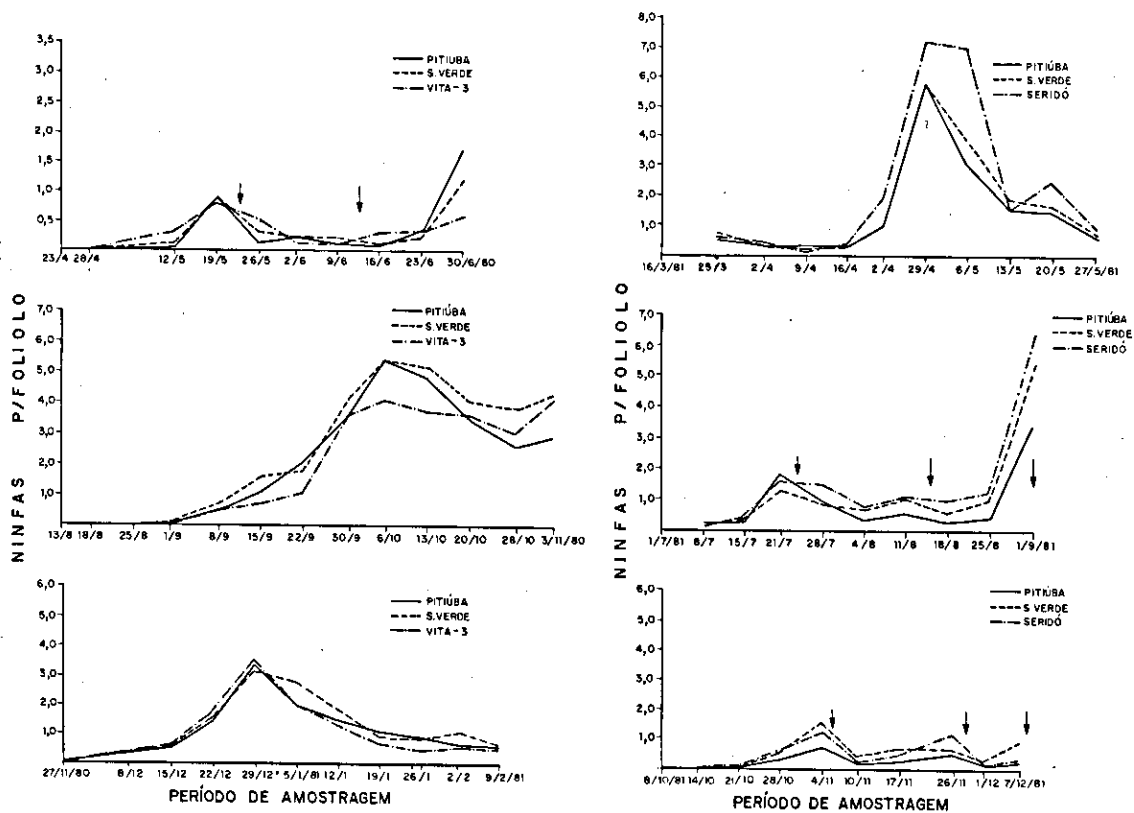 3,5
3,0
2,5
2,0
1,5
1,0
0,5
PITIUBA
S.VERDE
VITA-3
23/4 28/4 12/5 19/5 26/5 2/6 9/6 16/6 23/6 30/6/80
8,0
7,0
6,0
5,0
4,0
3,0
2,0
1,0
PITIÚBA
S.VERDE
SERIDÓ
16/3/81 25/3 2/4 9/4 16/4 2/4 29/4 6/5 13/5 20/5 27/5/81
NINFAS P/FOLIOLO
7,0
6,0
5,0
4,0
3,0
2,0
1,0
PITIÚBA
S.VERDE
VITA-3
13/8 18/8 25/8 1/9 8/9 15/9 22/9 30/9 6/10 13/10 20/10 28/10 3/11/80
NINFAS P/FOLIOLO
7,0
6,0
5,0
4,0
3,0
2,0
1,0
PITIÚBA
S.VERDE
SERIDÓ
1/7/81 6/7 15/7 21/7 28/7 4/8 11/8 18/8 25/8 1/9/81
6,0
5,0
4,0
3,0
2,0
1,0
PITIÚBA
S.VERDE
VITA-3
27/11/80 8/12 15/12 22/12 29/12 5/1/81 12/1 19/1 26/1 2/2 9/2/81
PERÍODO DE AMOSTRAGEM
6,0
5,0
4,0
3,0
2,0
1,0
PITIÚBA
S.VERDE
SERIDÓ
8/10/81 14/10 21/10 28/10 4/11 10/11 17/11 26/11 1/12 7/12/81
PERÍODO DE AMOSTRAGEM